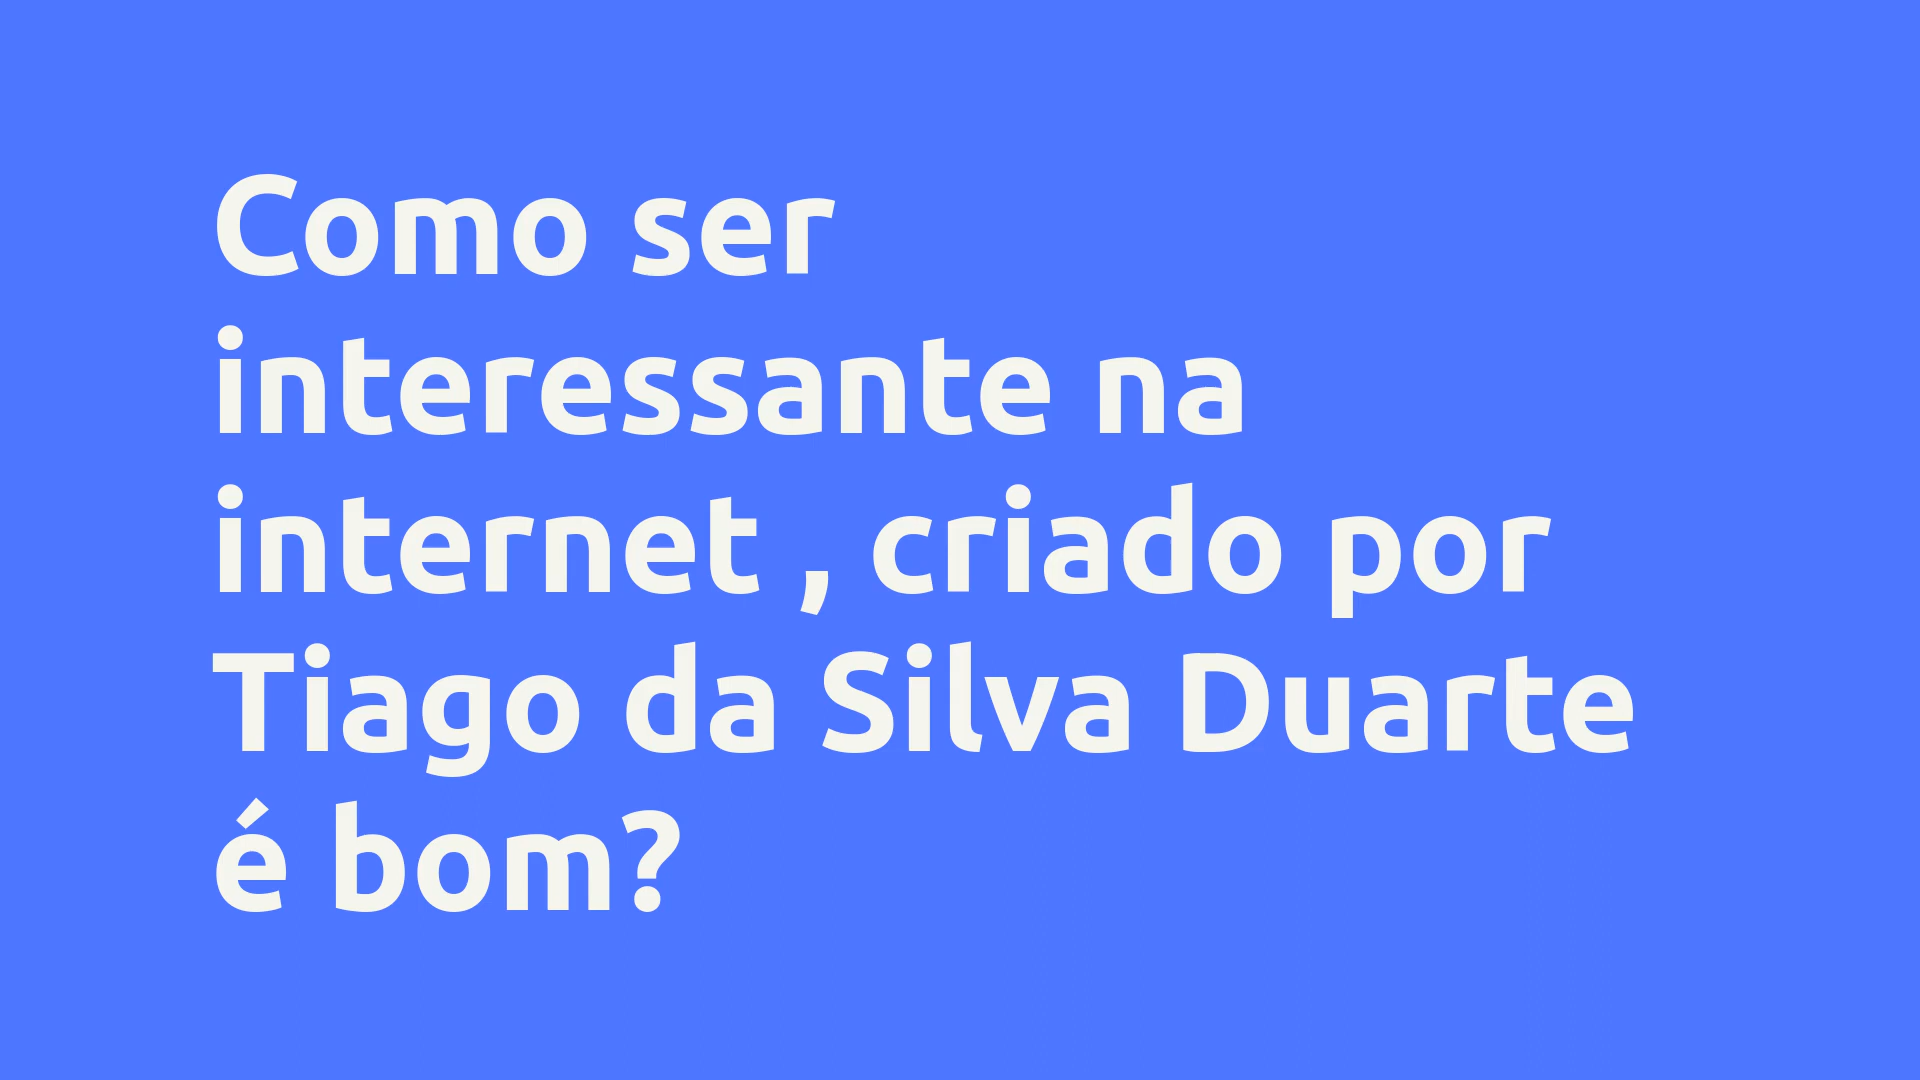 Como ser
interessante na
internet , criado por
Tiago da Silva Duarte
é bom?